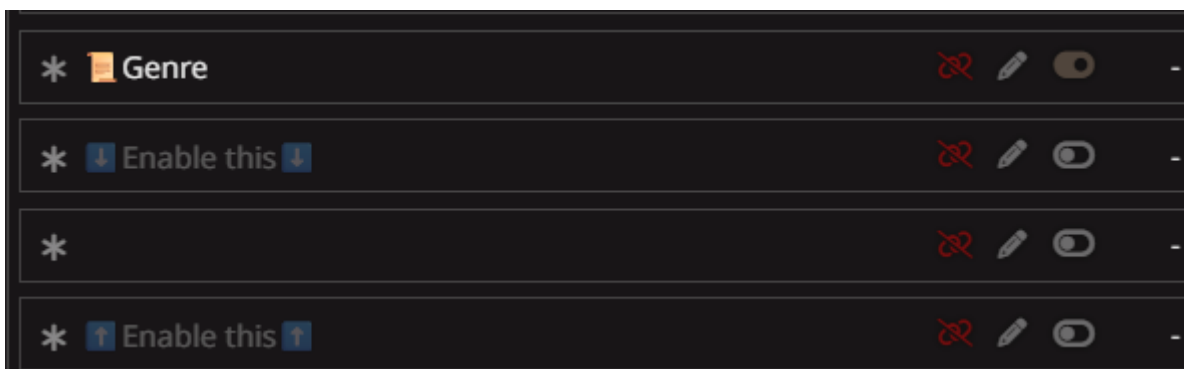 📜Genre -
⬇️Enable this⬇️ -
-
⬆️Enable this⬆️ -